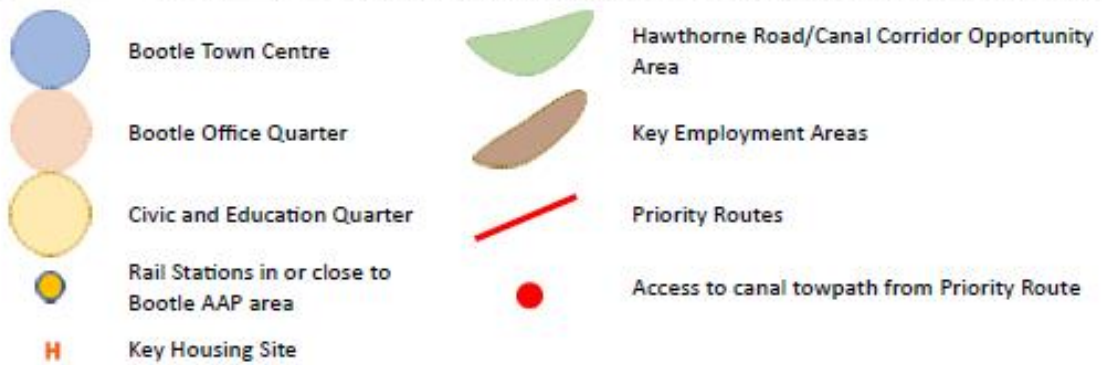 Bootle Town Centre
Hawthorne Road/Canal Corridor Opportunity
Area
Bootle Office Quarter
Key Employment Areas
Civic and Education Quarter
Priority Routes
Rail Stations in or close to
Bootle AAP area
Access to canal towpath from Priority Route
H
Key Housing Site